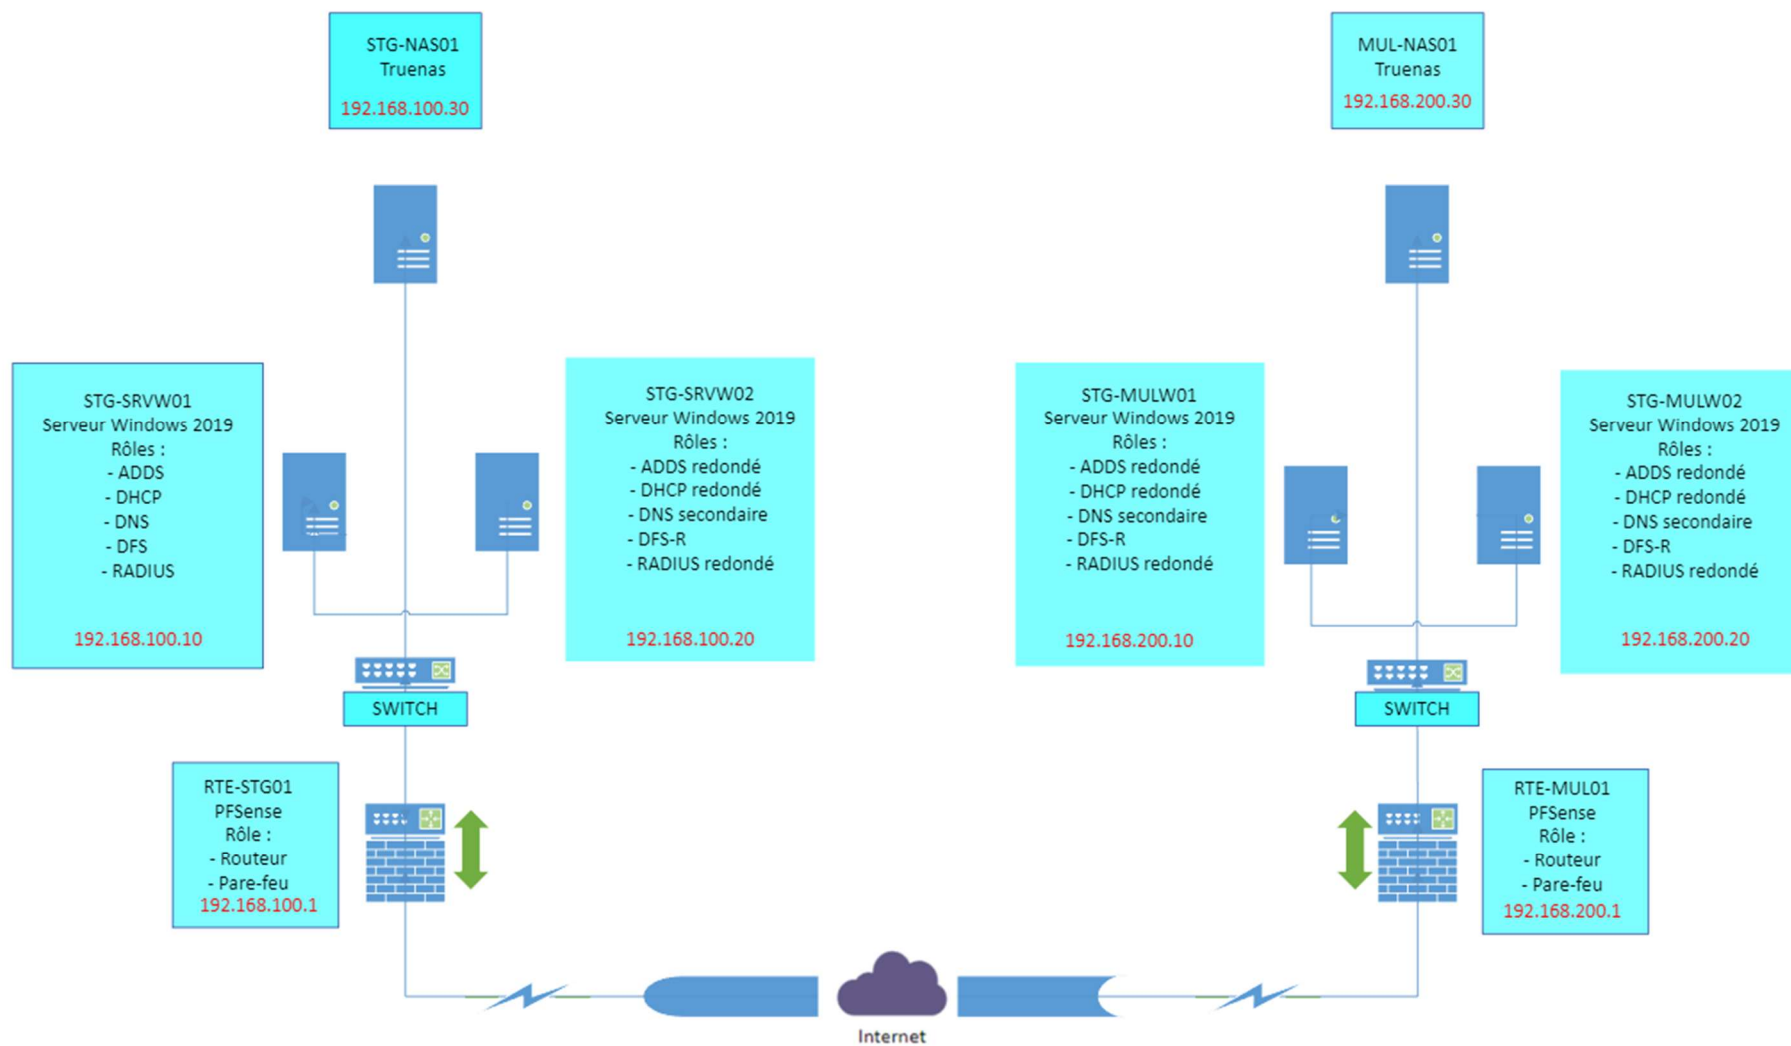 STG-NAS01
Truenas
192.168.100.30
MUL-NAS01
Truenas
192.168.200.30
STG-SRVW01
Serveur Windows 2019
Rôles :
- ADDS
- DHCP
- DNS
- DFS
- RADIUS
192.168.100.10
STG-SRVW02
Serveur Windows 2019
Rôles :
- ADDS redondé
- DHCP redondé
- DNS secondaire
- DFS-R
- RADIUS redondé
192.168.100.20
STG-MULW01
Serveur Windows 2019
Rôles :
- ADDS redondé
- DHCP redondé
- DNS secondaire
- DFS-R
- RADIUS redondé
192.168.200.10
STG-MULW02
Serveur Windows 2019
Rôles :
- ADDS redondé
- DHCP redondé
- DNS secondaire
- DFS-R
- RADIUS redondé
192.168.200.20
SWITCH
SWITCH
RTE-STG01
PFSense
Rôle :
- Routeur
- Pare-feu
192.168.100.1
RTE-MUL01
PFSense
Rôle :
- Routeur
- Pare-feu
192.168.200.1
Internet